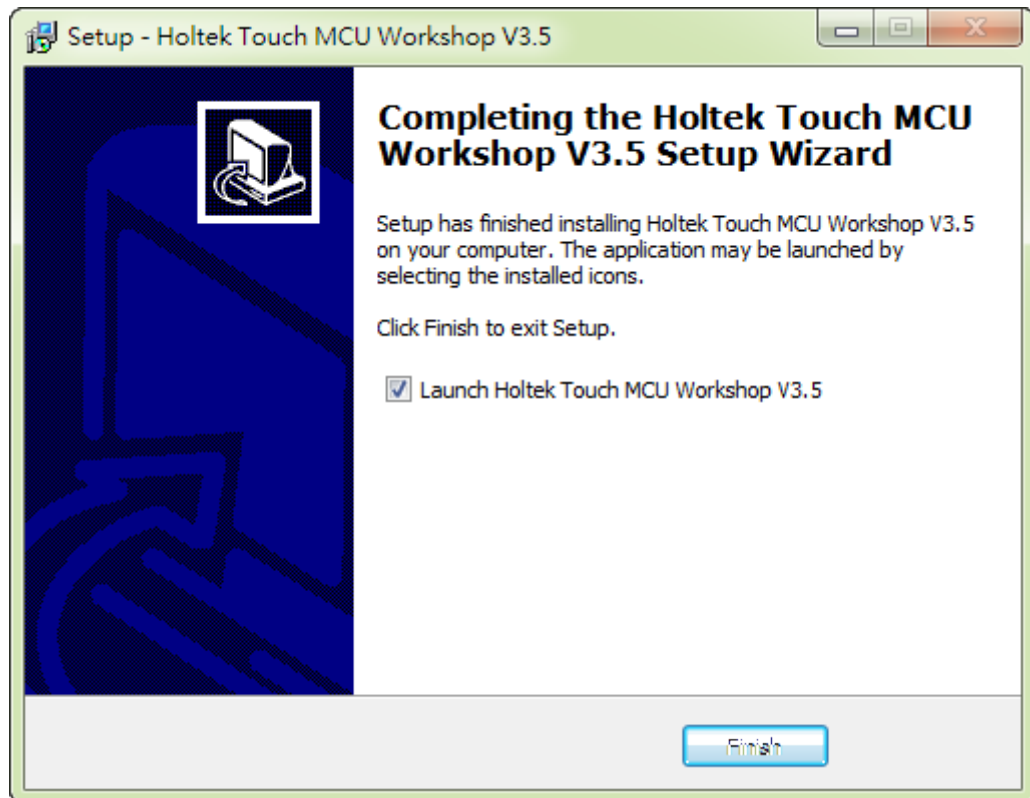 Setup - Holtek Touch MCU Workshop V3.5
Completing the Holtek Touch MCU
Workshop V3.5 Setup Wizard
Setup has finished installing Holtek Touch MCU Workshop V3.5
on your computer. The application may be launched by
selecting the installed icons.
Click Finish to exit Setup.
Launch Holtek Touch MCU Workshop V3.5
Finish